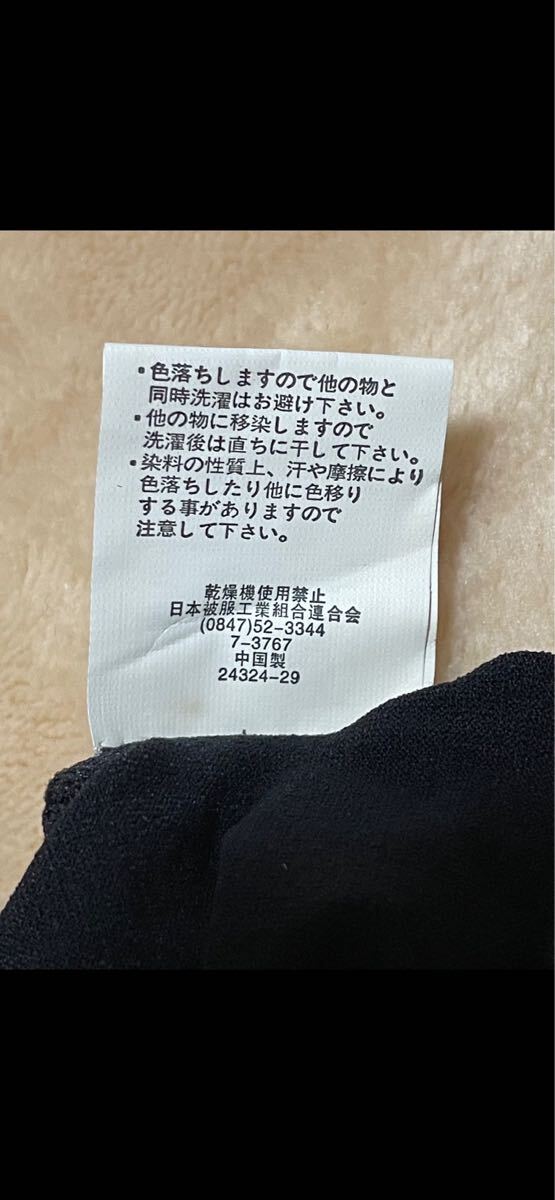 ・色落ちしますので他の物と
同時洗濯はお避け下さい。
・他の物に移染しますので
洗濯後は直ちに干して下さい。
・染料の性質上、汗や摩擦により
色落ちしたり他に色移り
する事がありますので
注意して下さい。
乾燥機使用禁止
日本被服工業組合連合会
(0847)52-3344
7-3767
中国製
24324-29